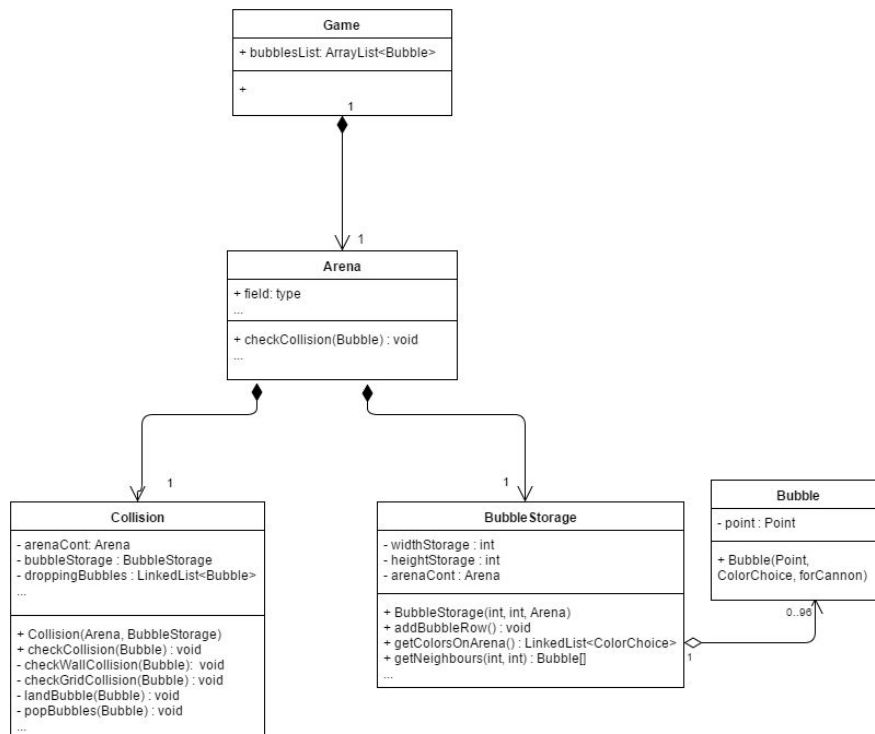 Game
+ bubblesList: ArrayList<Bubble>
+
1
1
Arena
+ field: type
...
+ checkCollision(Bubble) : void
...
1
1
Collision
- arenaCont: Arena
- bubbleStorage : BubbleStorage
- droppingBubbles : LinkedList<Bubble>
...
+ Collision(Arena, BubbleStorage)
+ checkCollision(Bubble) : void
- checkWallCollision(Bubble): void
- checkGridCollision(Bubble) : void
- landBubble(Bubble) : void
- popBubbles(Bubble) : void
...
BubbleStorage
- widthStorage : int
- heightStorage : int
- arenaCont : Arena
+ BubbleStorage(int, int, Arena)
+ addBubbleRow() : void
+ getColorsOnArena() : LinkedList<ColorChoice>
+ getNeighbours(int, int) : Bubble[]
...
1
Bubble
- point : Point
+ Bubble(Point,
ColorChoice, forCannon)
0..96